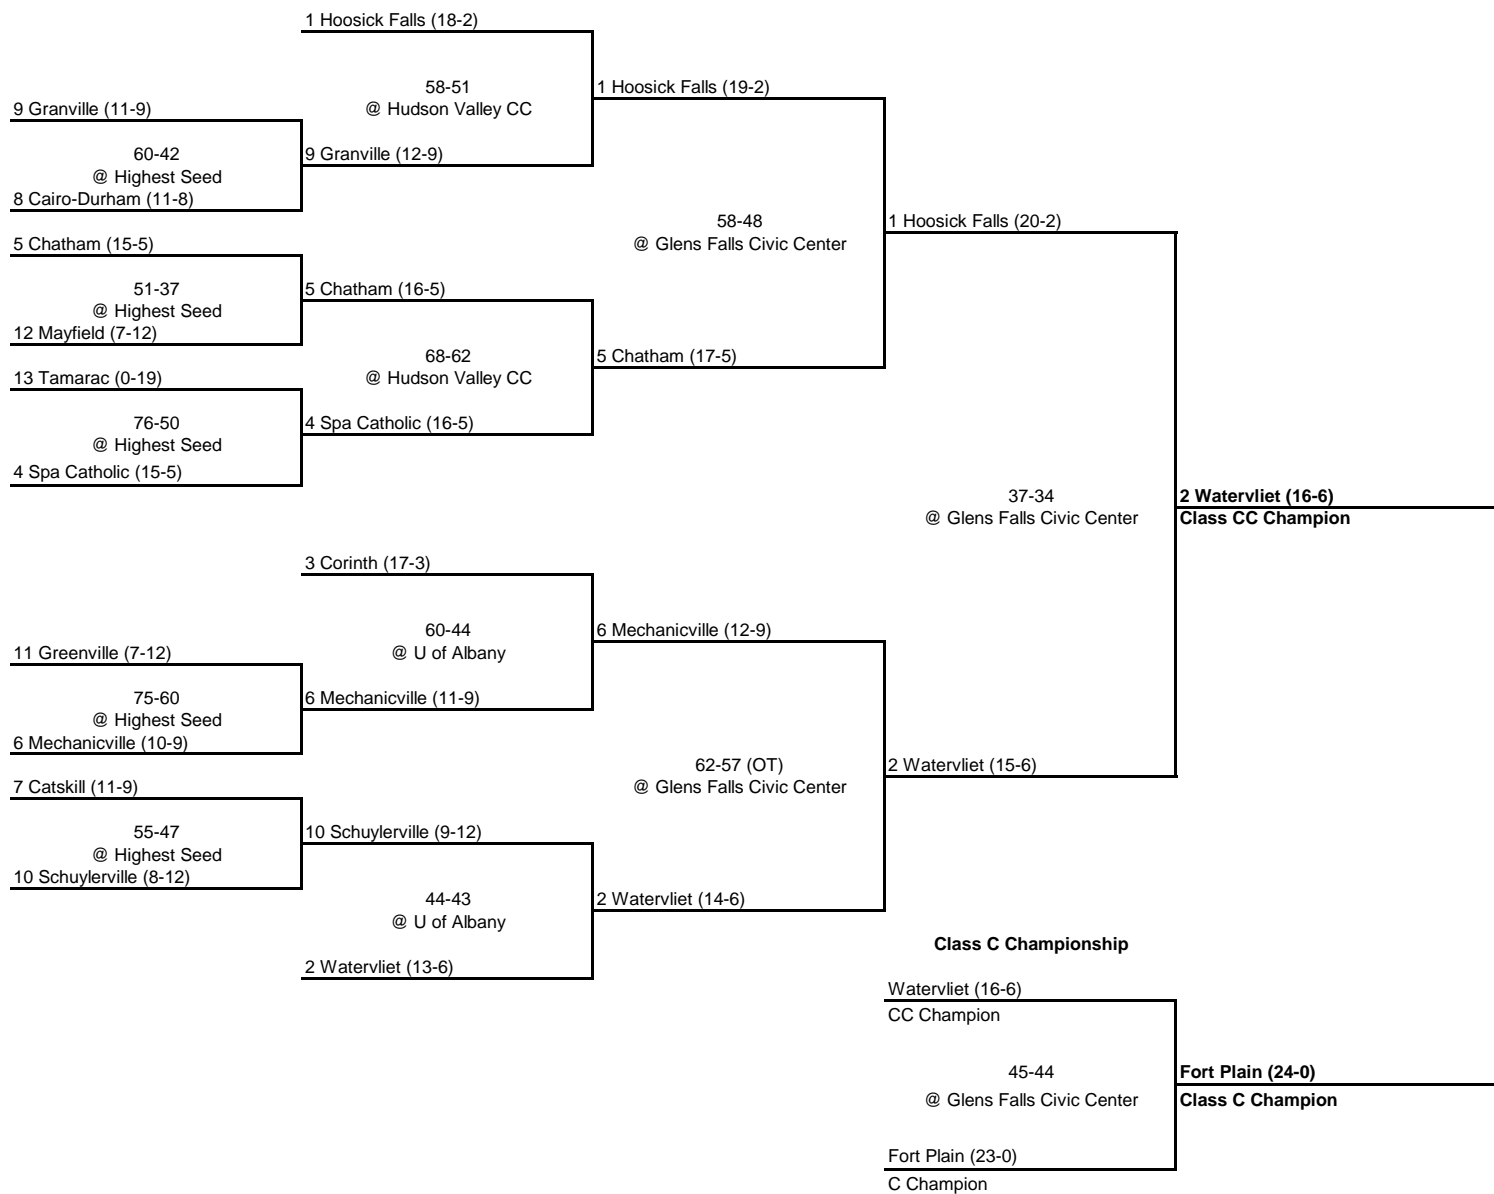 1 Hoosick Falls (18-2)
58-51
@ Hudson Valley CC
1 Hoosick Falls (19-2)
9 Granville (11-9)
60-42
@ Highest Seed
9 Granville (12-9)
8 Cairo-Durham (11-8)
58-48
@ Glens Falls Civic Center
1 Hoosick Falls (20-2)
5 Chatham (15-5)
51-37
@ Highest Seed
5 Chatham (16-5)
12 Mayfield (7-12)
68-62
@ Hudson Valley CC
5 Chatham (17-5)
13 Tamarac (0-19)
76-50
@ Highest Seed
4 Spa Catholic (16-5)
4 Spa Catholic (15-5)
37-34
@ Glens Falls Civic Center
2 Watervliet (16-6)
Class CC Champion
3 Corinth (17-3)
60-44
@ U of Albany
6 Mechanicville (12-9)
11 Greenville (7-12)
75-60
@ Highest Seed
6 Mechanicville (11-9)
6 Mechanicville (10-9)
62-57 (OT)
@ Glens Falls Civic Center
2 Watervliet (15-6)
7 Catskill (11-9)
55-47
@ Highest Seed
10 Schuylerville (9-12)
10 Schuylerville (8-12)
44-43
@ U of Albany
2 Watervliet (14-6)
2 Watervliet (13-6)
Class C Championship
Watervliet (16-6)
CC Champion
45-44
@ Glens Falls Civic Center
Fort Plain (24-0)
Class C Champion
Fort Plain (23-0)
C Champion